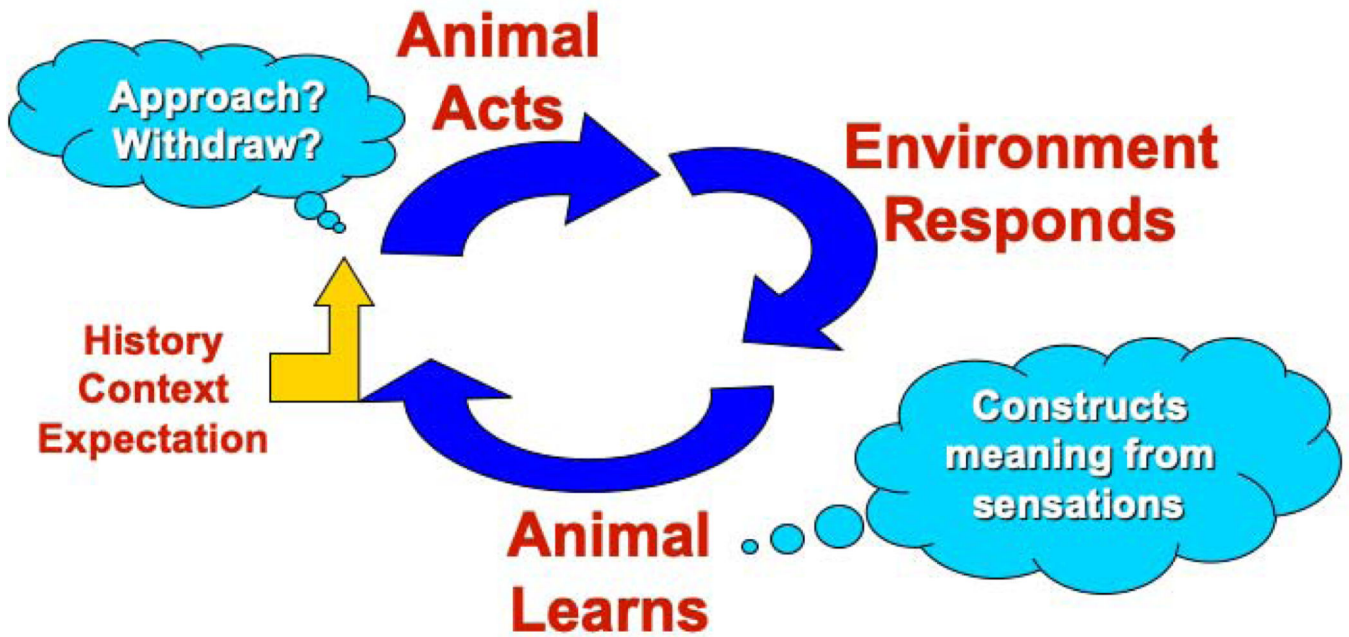 Animal
Acts
Approach?
Withdraw?
Environment
Responds
History
Context
Expectation
Constructs
meaning from
sensations
Animal
Learns